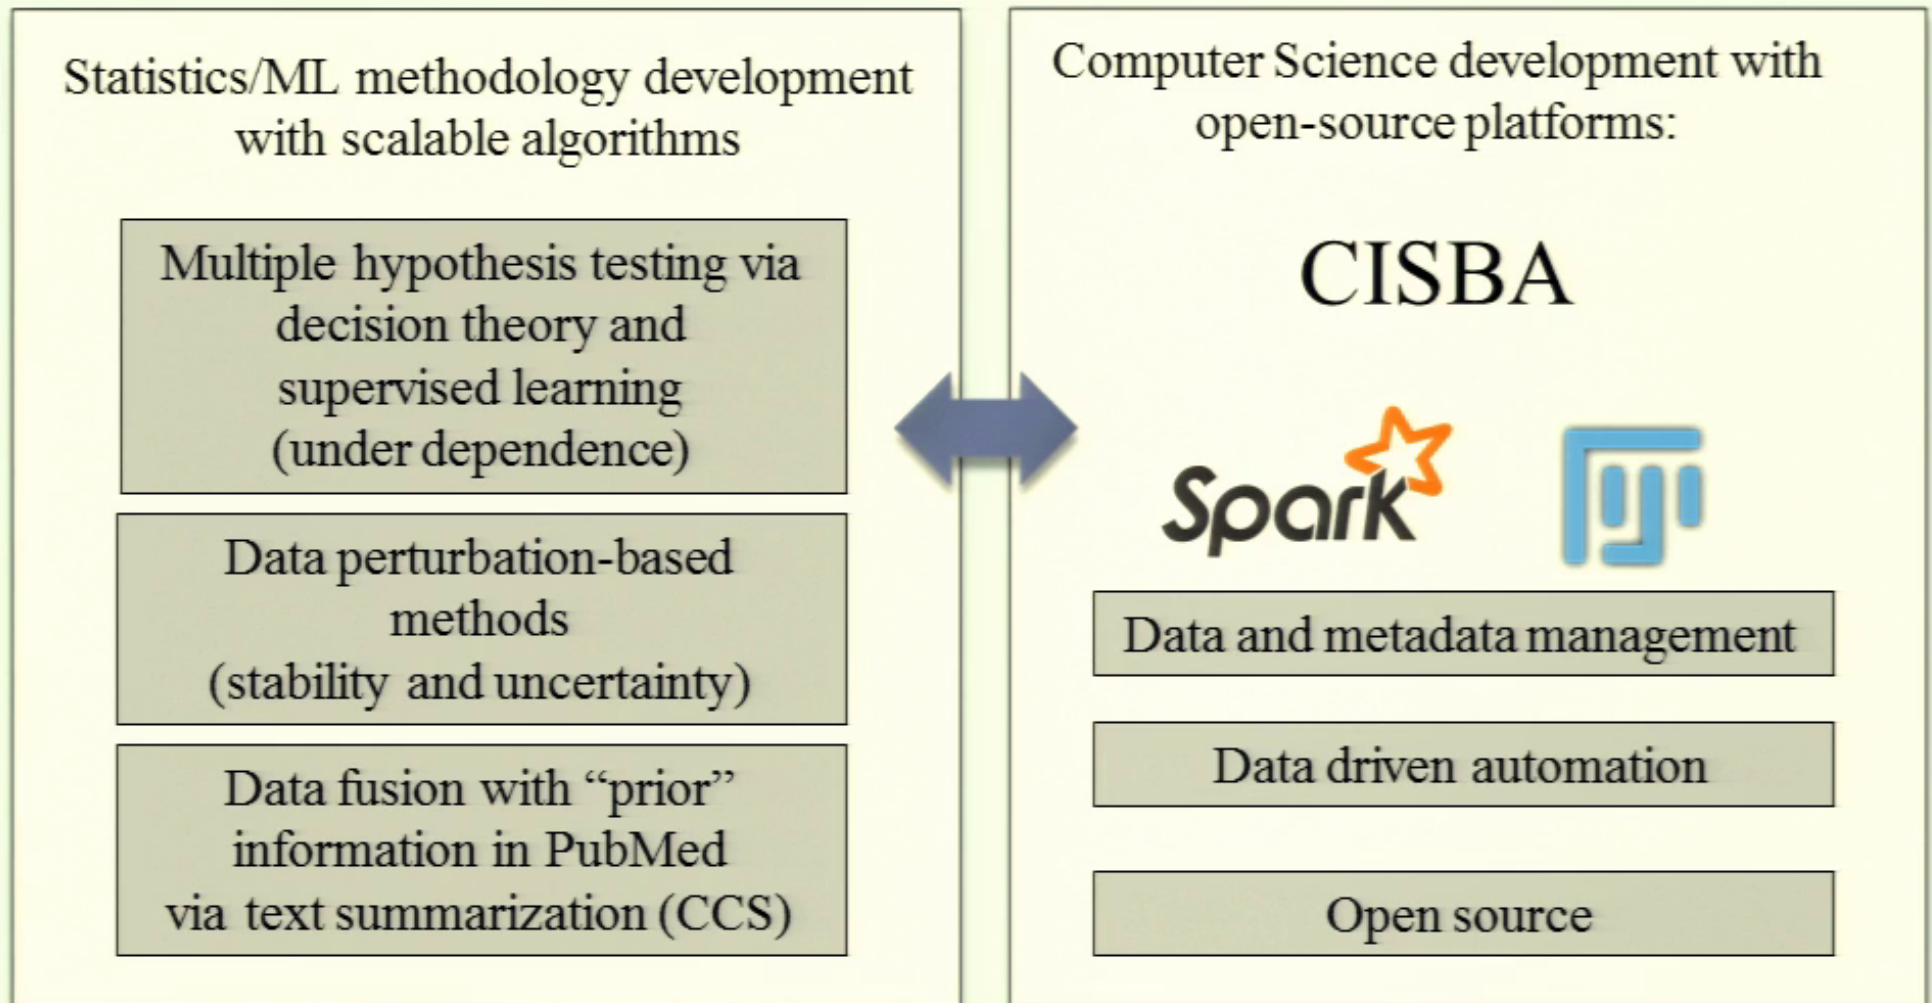 Statistics/ML methodology development
with scalable algorithms
Multiple hypothesis testing via
decision theory and
supervised learning
(under dependence)
Data perturbation-based
methods
(stability and uncertainty)
Data fusion with “prior”
information in PubMed
via text summarization (CCS)
Computer Science development with
open-source platforms:
CISBA
Spark
Data and metadata management
Data driven automation
Open source